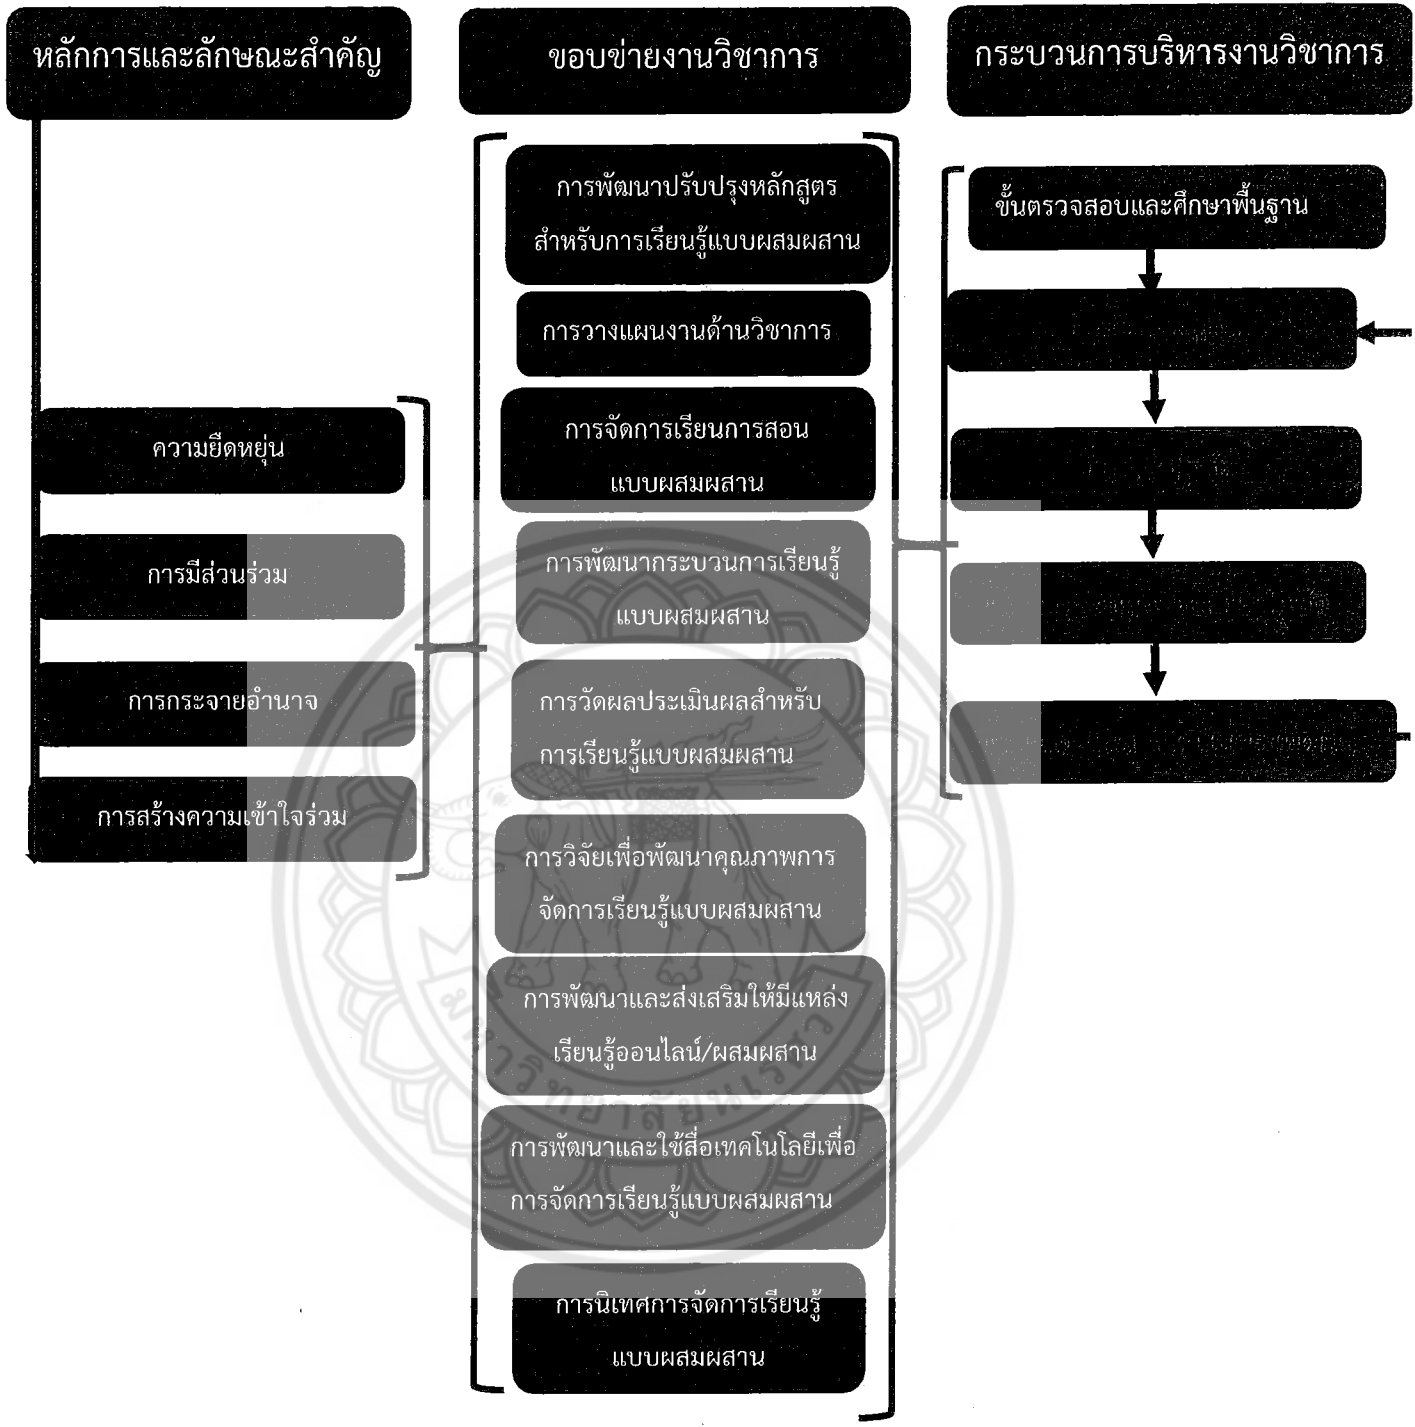 หลักการและลักษณะสำคัญ
ความยืดหยุ่น
การมีส่วนร่วม
การกระจายอำนาจ
การสร้างความเข้าใจร่วม
ขอบข่ายงานวิชาการ
การพัฒนาปรับปรุงหลักสูตร
สำหรับการเรียนรู้แบบผสมผสาน
การวางแผนงานด้านวิชาการ
การจัดการเรียนการสอน
แบบผสมผสาน
การพัฒนากระบวนการเรียนรู้
แบบผสมผสาน
การวัดผลประเมินผลสำหรับ
การเรียนรู้แบบผสมผสาน
การวิจัยเพื่อพัฒนาคุณภาพการ
จัดการเรียนรู้แบบผสมผสาน
การพัฒนาและส่งเสริมให้มีแหล่ง
เรียนรู้ออนไลน์/ผสมผสาน
การพัฒนาและใช้สื่อเทคโนโลยีเพื่อ
การจัดการเรียนรู้แบบผสมผสาน
การนิเทศการจัดการเรียนรู้
แบบผสมผสาน
กระบวนการบริหารงานวิชาการ
ขั้นตรวจสอบและศึกษาพื้นฐาน
มหาวิทยาลัยนเรศวร